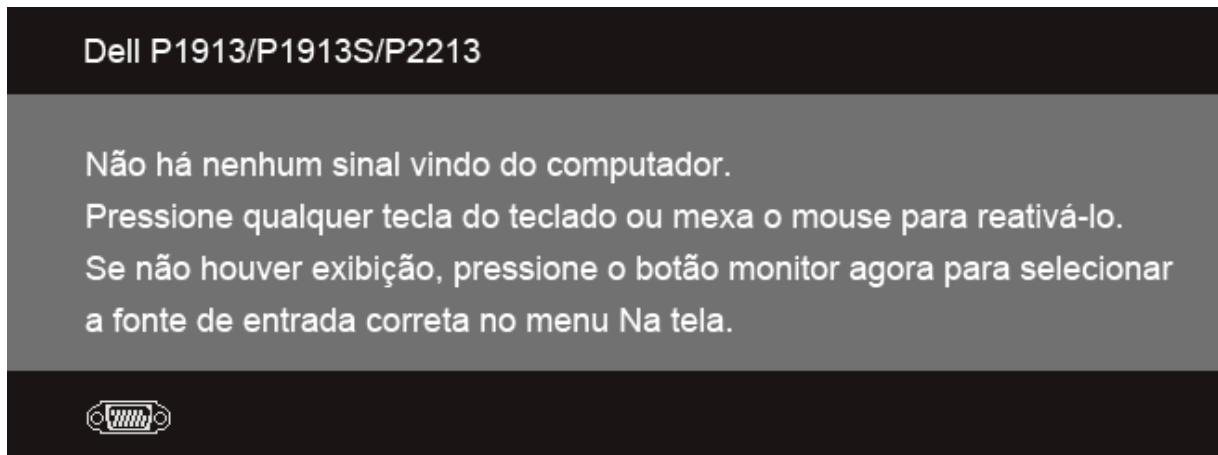 Dell P1913/P1913S/P2213
Não há nenhum sinal vindo do computador.
Pressione qualquer tecla do teclado ou mexa o mouse para reativá-lo.
Se não houver exibição, pressione o botão monitor agora para selecionar
a fonte de entrada correta no menu Na tela.